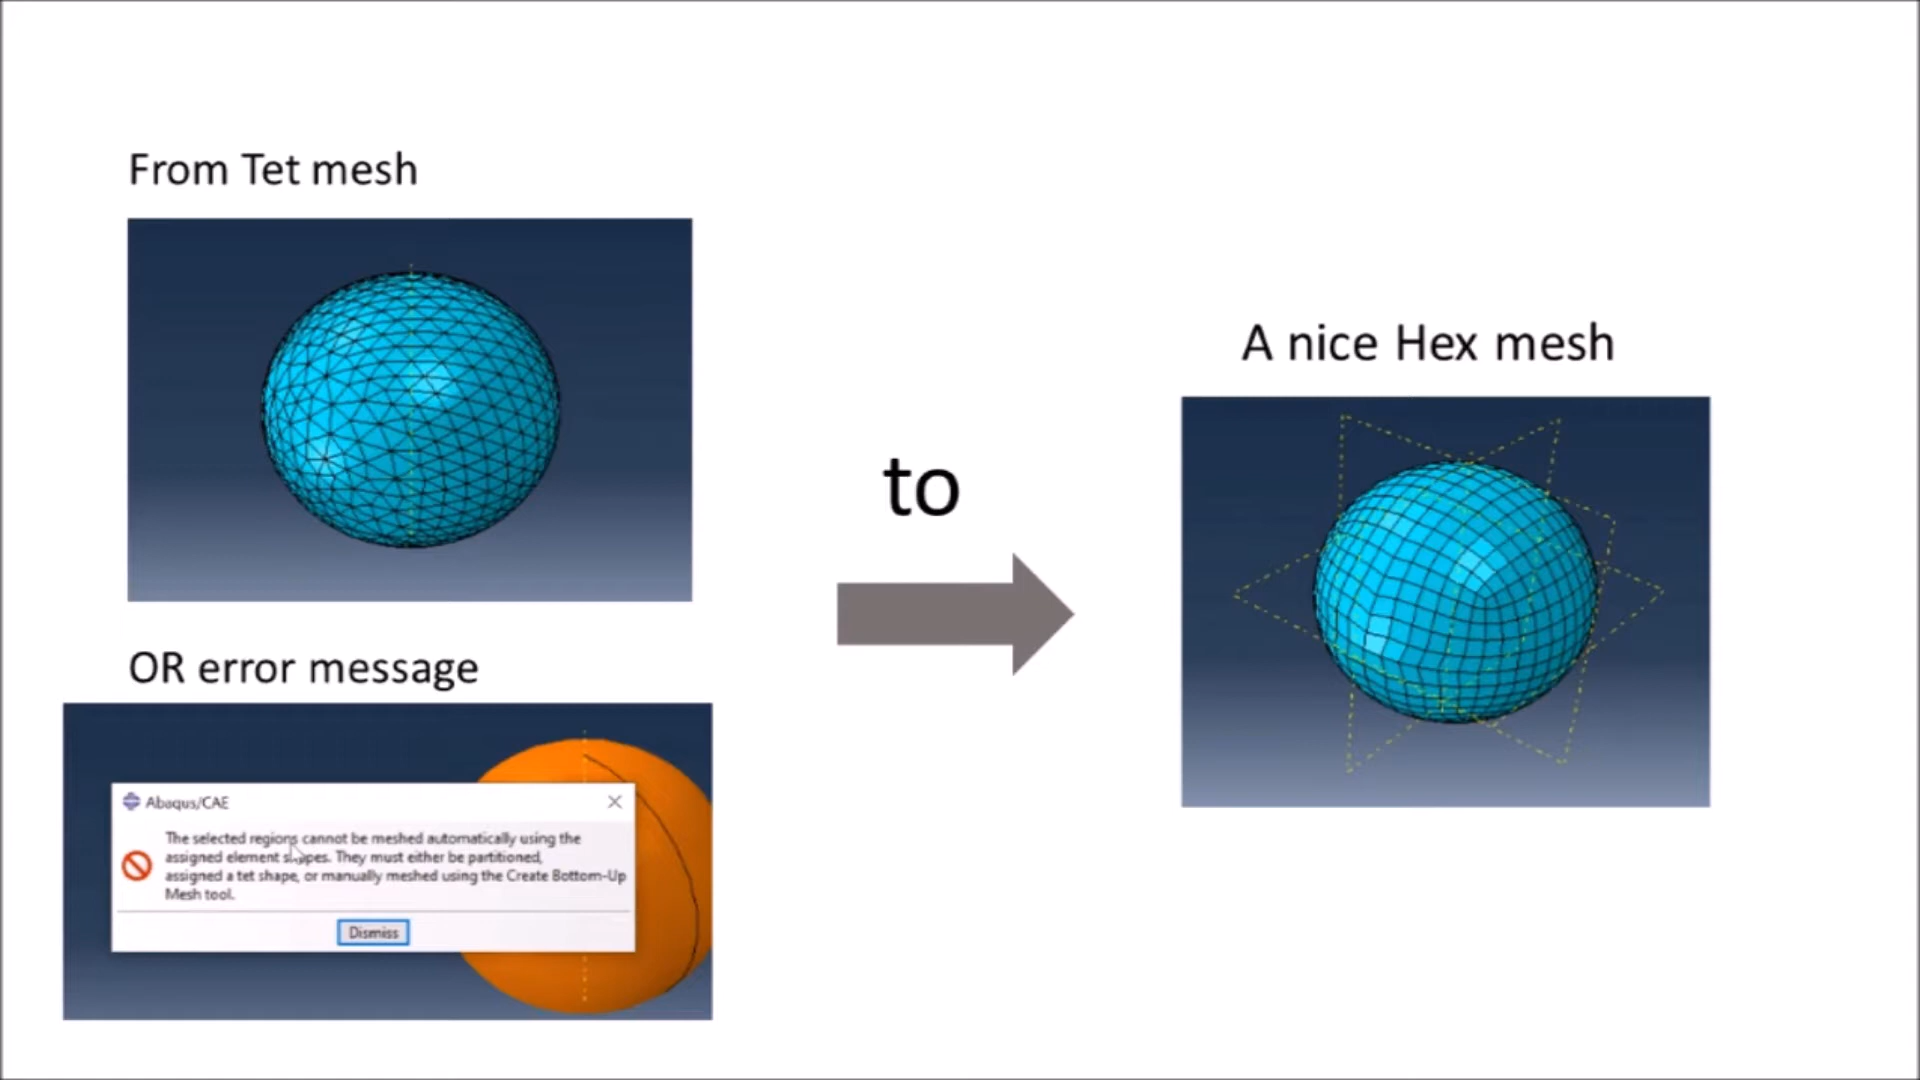 From Tet mesh
OR error message
Abaqus/CAE
The selected regions cannot be meshed automatically using the
assigned element shapes. They must either be partitioned,
assigned a tet shape, or manually meshed using the Create Bottom-Up
Mesh tool.
Dismiss
to
A nice Hex mesh